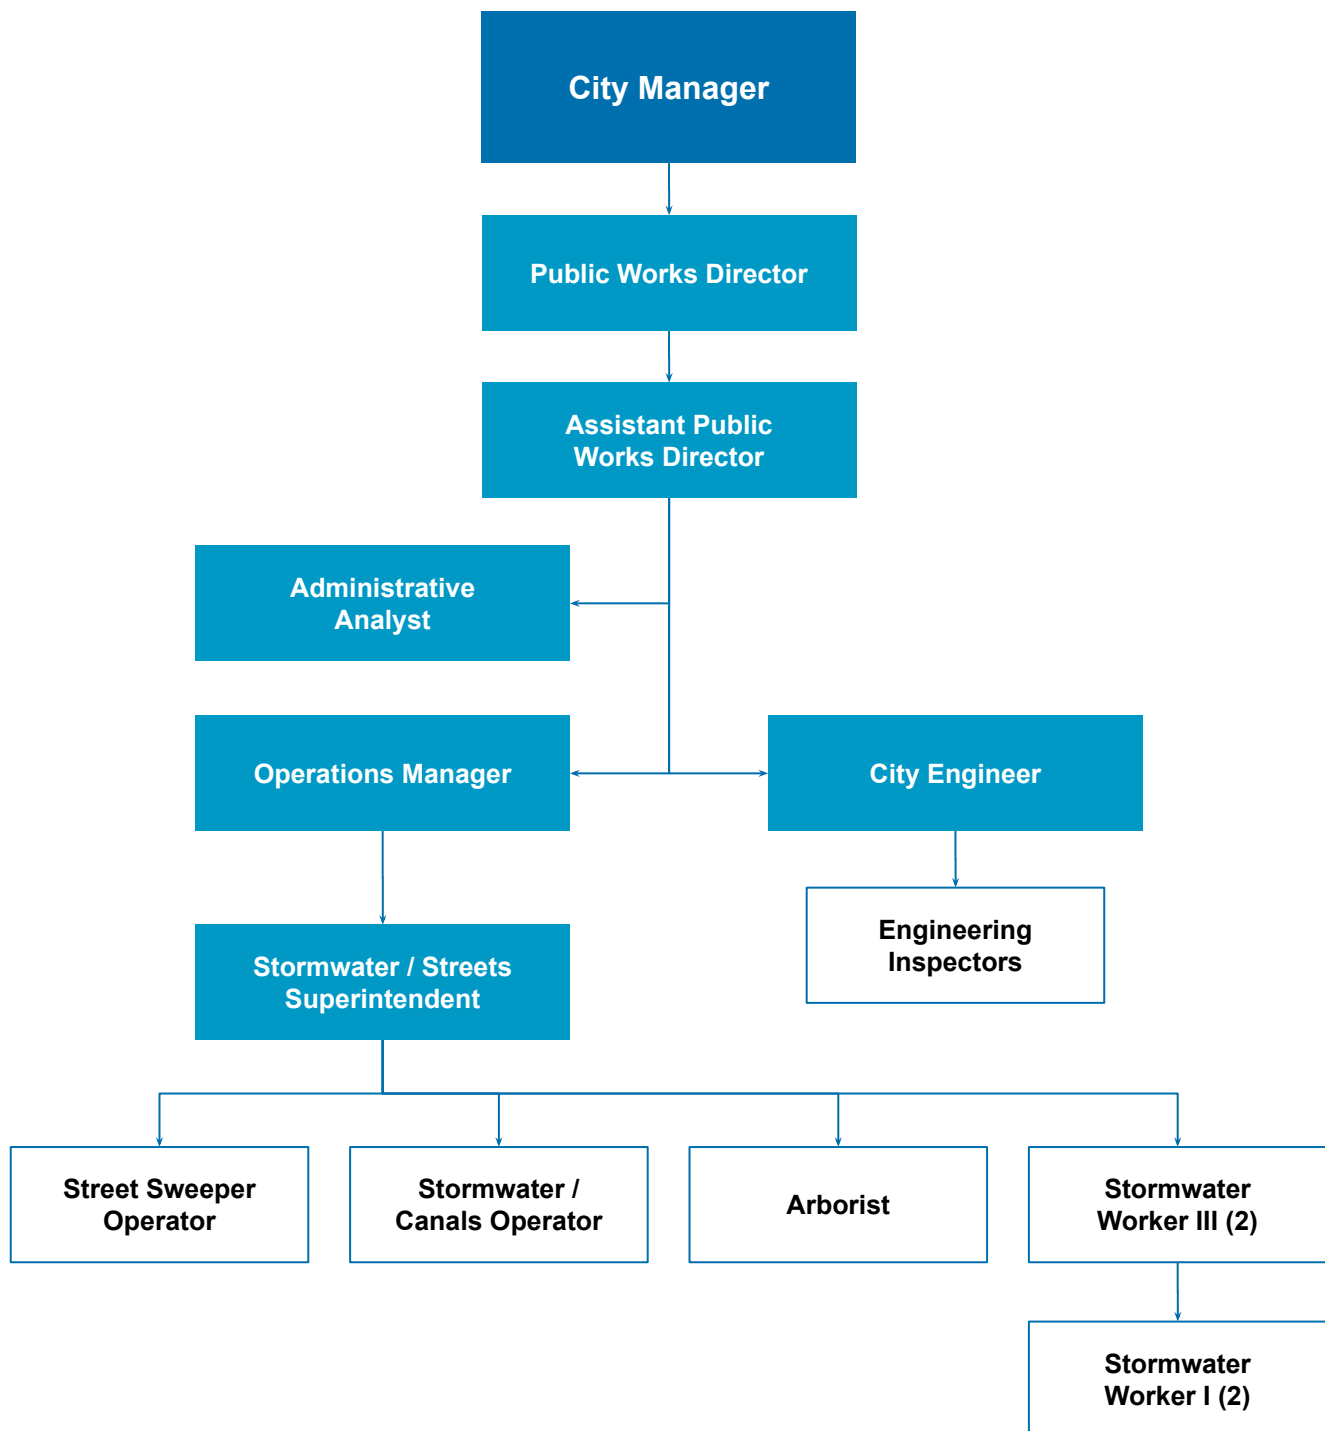 City Manager
Public Works Director
Assistant Public
Works Director
Administrative
Analyst
Operations Manager
City Engineer
Engineering
Inspectors
Stormwater / Streets
Superintendent
Street Sweeper
Operator
Stormwater /
Canals Operator
Arborist
Stormwater
Worker III (2)
Stormwater
Worker I (2)